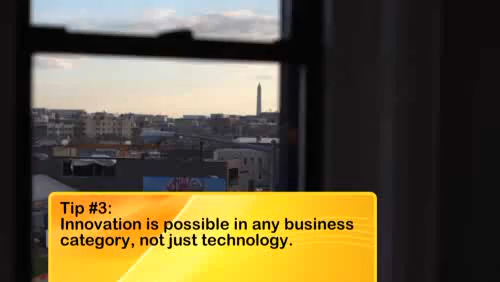 Tip #3:
Innovation is possible in any business
category, not just technology.